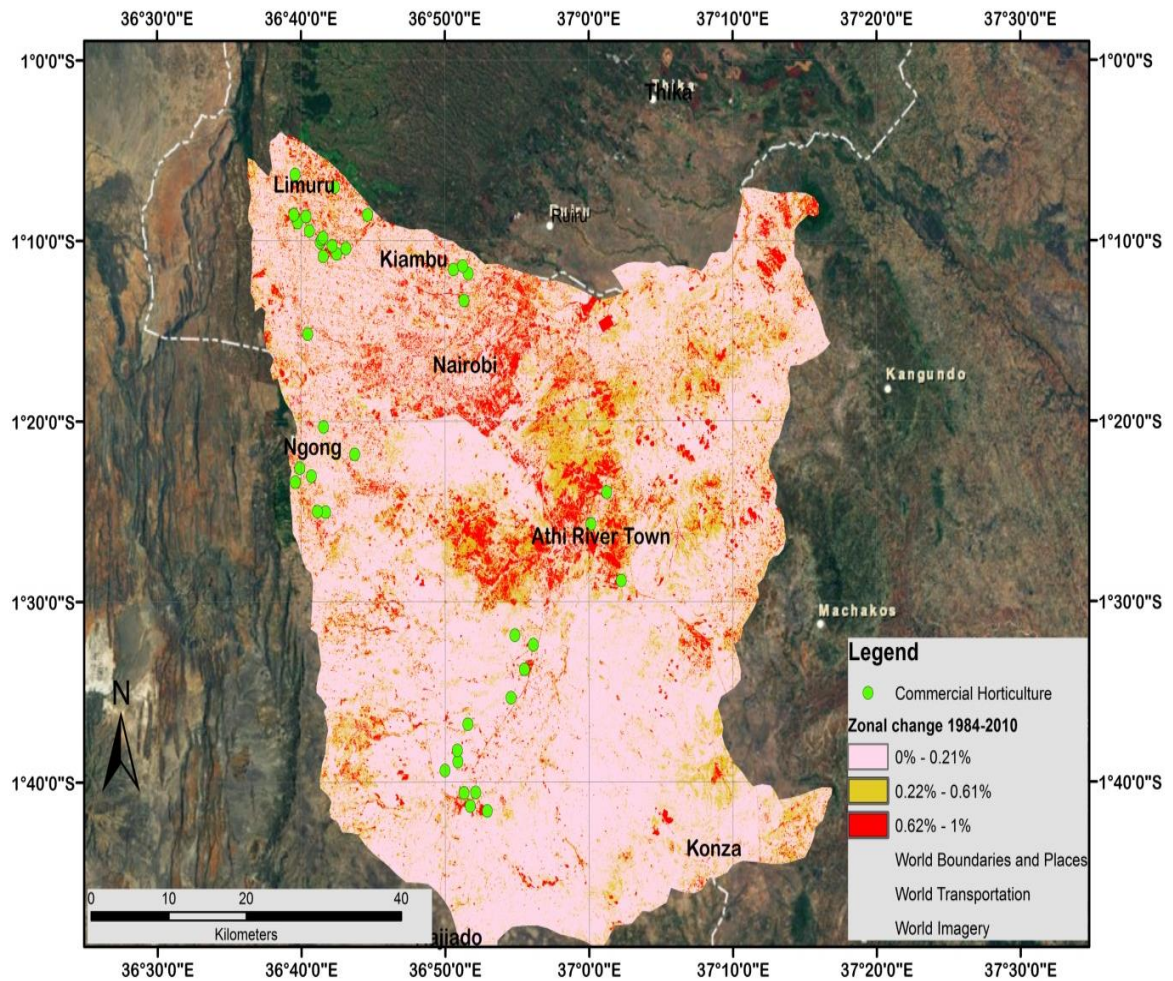 36°30'0"E 36°40'0"E 36°50'0"E 37°0'0"E 37°10'0"E 37°20'0"E 37°30'0"E
1°0'0"S 1°0'0"S
Thika
Thika
Limuru
Ruiru
Ruiru
1°10'0"S 1°10'0"S
Kiambu
Nairobi
Kangundo
1°20'0"S 1°20'0"S
Ngong
Athi River Town
1°30'0"S 1°30'0"S
Machakos
Legend
Commercial Horticulture
N
Zonal change 1984-2010
0% - 0.21%
1°40'0"S 1°40'0"S
0.22% - 0.61%
0.62% - 1%
Konza
World Boundaries and Places
World Transportation
World Imagery
0 10 20 40
Kilometers
36°30'0"E 36°40'0"E 36°50'0"E 37°0'0"E 37°10'0"E 37°20'0"E 37°30'0"E